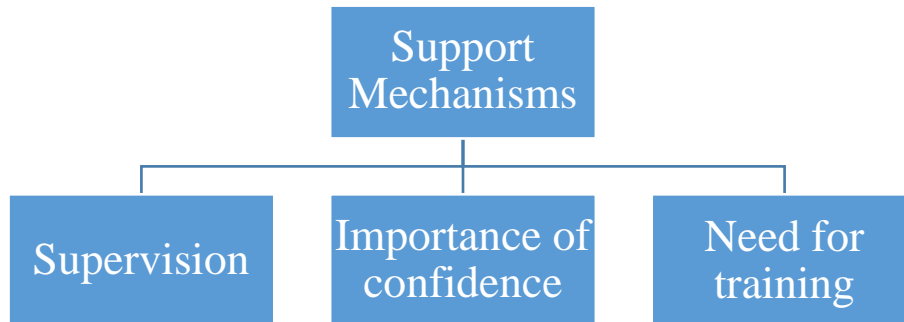 Support
Mechanisms
Supervision
Importance of
confidence
Need for
training